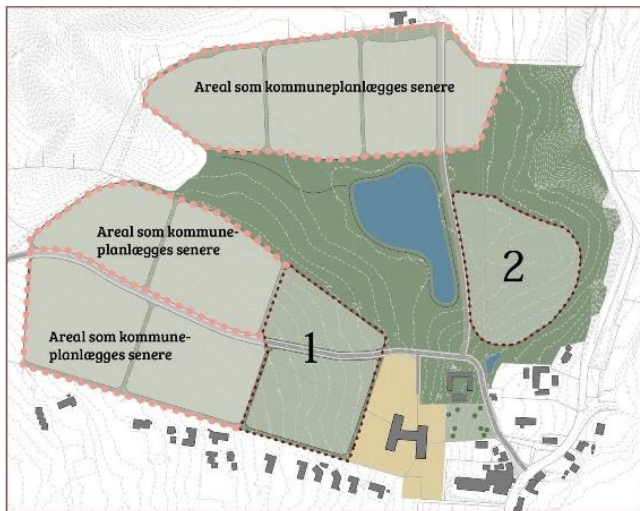 Areal som kommuneplanlægges senere
Areal som kommune-
planlægges senere
2
1
Areal som kommune-
planlægges senere